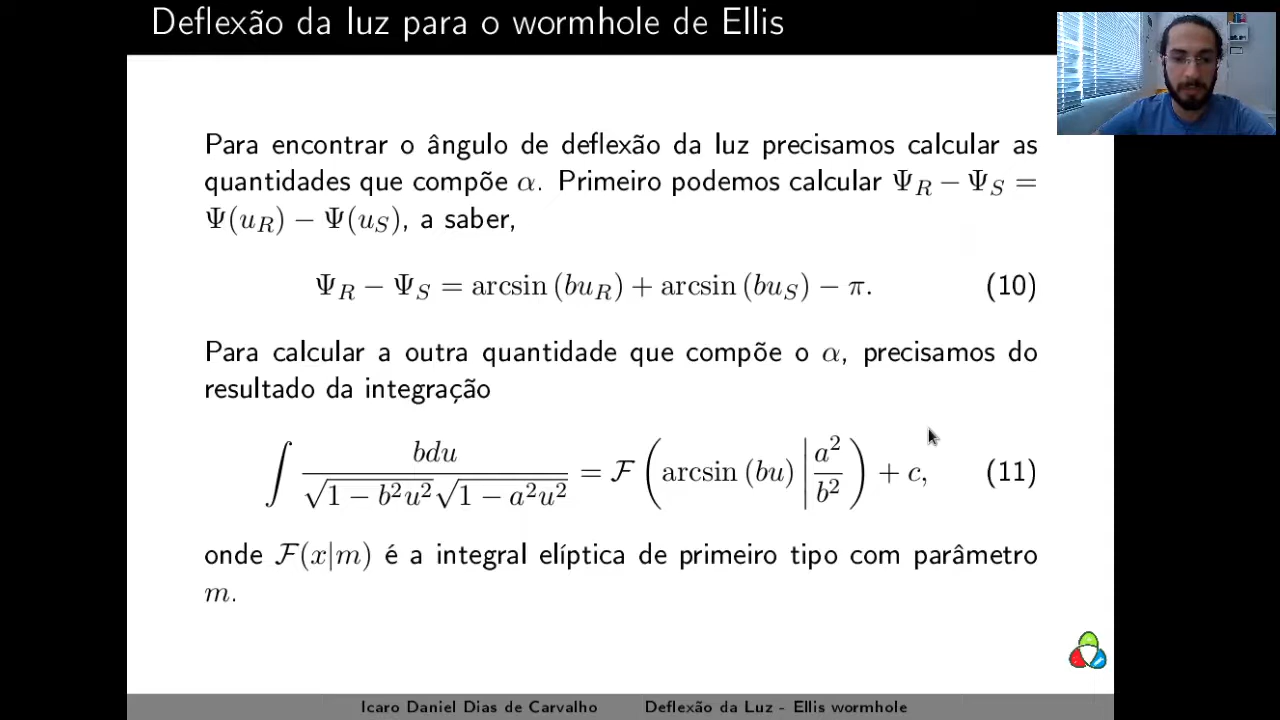 Deflexão da luz para o wormhole de Ellis
Para encontrar o ângulo de deflexão da luz precisamos calcular as
quantidades que compõe α. Primeiro podemos calcular Ψ_R − Ψ_S =
Ψ(u_R) − Ψ(u_S), a saber,
Ψ_R − Ψ_S = arcsin (bu_R) + arcsin (bu_S) − π. (10)
Para calcular a outra quantidade que compõe o α, precisamos do
resultado da integração
∫ bdu / (√(1 − b²u²) √(1 − a²u²)) = ℱ (arcsin (bu) | a²/b²) + c, (11)
onde ℱ(x|m) é a integral elíptica de primeiro tipo com parâmetro
m.
Icaro Daniel Dias de Carvalho Deflexão da Luz - Ellis wormhole